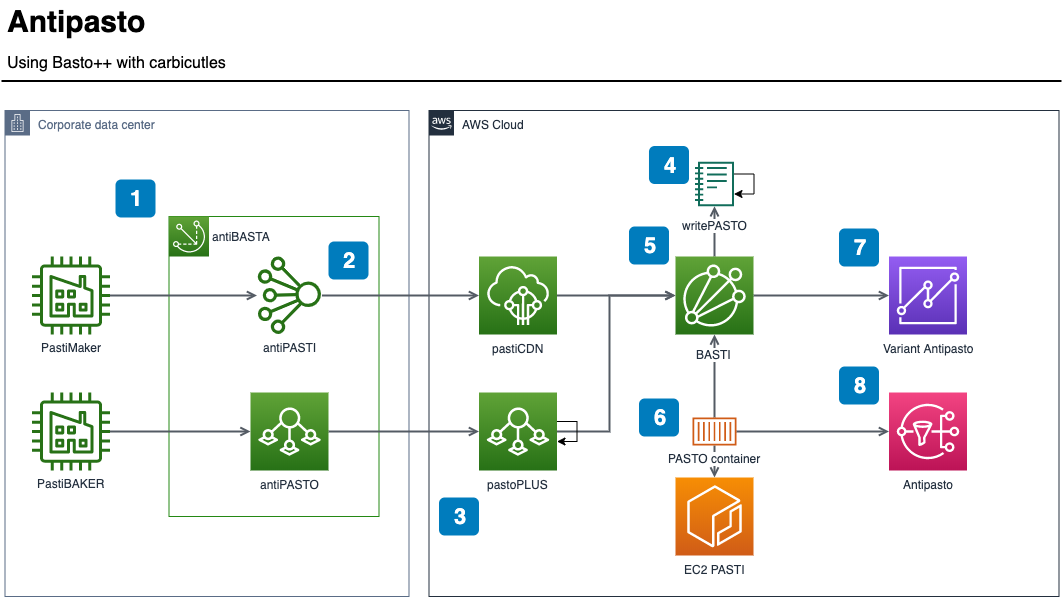 Antipasto
Using Basto++ with carbicutles
Corporate data center
aws
AWS Cloud
1
antiBASTA
2
PastiMaker
antiPASTI
PastiBAKER
antiPASTO
4
writePASTO
5
7
pastiCDN
BASTI
Variant Antipasto
8
6
PASTO container
pastoPLUS
Antipasto
3
EC2 PASTI